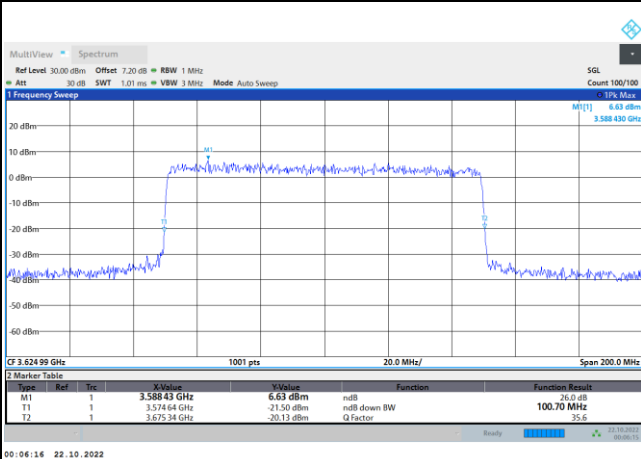 MultiView Spectrum
Ref Level 30.00 dBm Offset 7.20 dB RBW 1 MHz SGL
Att 30 dB SWT 1.01 ms VBW 3 MHz Mode Auto Sweep Count 100/100
1 Frequency Sweep 1Pk Max
M1[1] 6.63 dBm
3.588 430 GHz
20 dBm
M1
10 dBm
0 dBm
-10 dBm
T1 T2
-20 dBm
-30 dBm
-40 dBm
-50 dBm
-60 dBm
CF 3.624 99 GHz 1001 pts 20.0 MHz/ Span 200.0 MHz
2 Marker Table
Type Ref Trc X-Value Y-Value Function Function Result
M1 1 3.588 43 GHz 6.63 dBm ndB 26.0 dB
T1 1 3.574 64 GHz -21.50 dBm ndB down BW 100.70 MHz
T2 1 3.675 34 GHz -20.13 dBm Q Factor 35.6
Ready 22.10.2022
00:06:15
00:06:16 22.10.2022